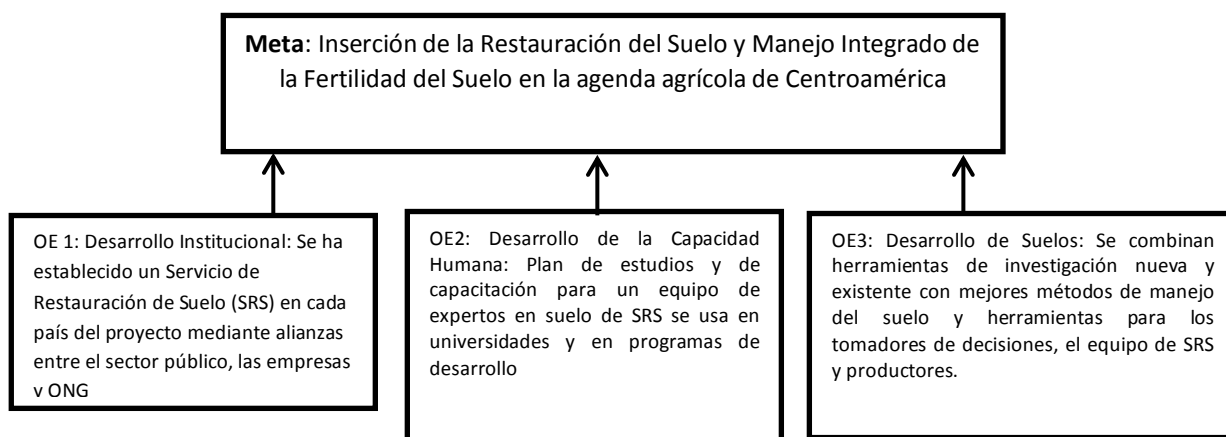 Meta: Inserción de la Restauración del Suelo y Manejo Integrado de
la Fertilidad del Suelo en la agenda agrícola de Centroamérica
OE 1: Desarrollo Institucional: Se ha
establecido un Servicio de
Restauración de Suelo (SRS) en cada
país del proyecto mediante alianzas
entre el sector público, las empresas
y ONG
OE2: Desarrollo de la Capacidad
Humana: Plan de estudios y de
capacitación para un equipo de
expertos en suelo de SRS se usa en
universidades y en programas de
desarrollo
OE3: Desarrollo de Suelos: Se combinan
herramientas de investigación nueva y
existente con mejores métodos de manejo
del suelo y herramientas para los
tomadores de decisiones, el equipo de SRS
y productores.